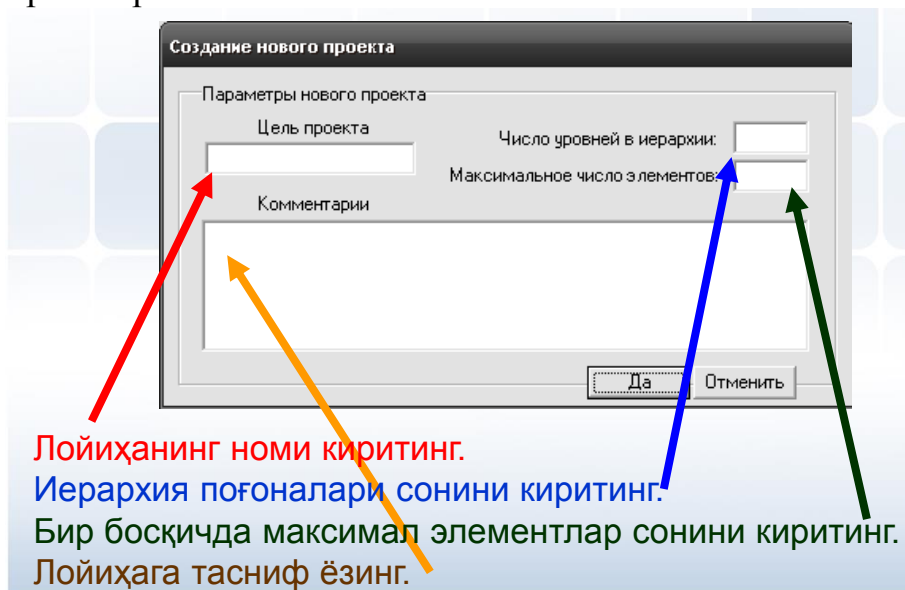 Создание нового проекта
Параметры нового проекта
Цель проекта
Число уровней в иерархии:
Максимальное число элементов:
Комментарии
Да
Отменить
Лойиҳанинг номи киритинг.
Иерархия поғоналари сонини киритинг.
Бир босқичда максимал элементлар сонини киритинг.
Лойиҳага тасниф ёзинг.